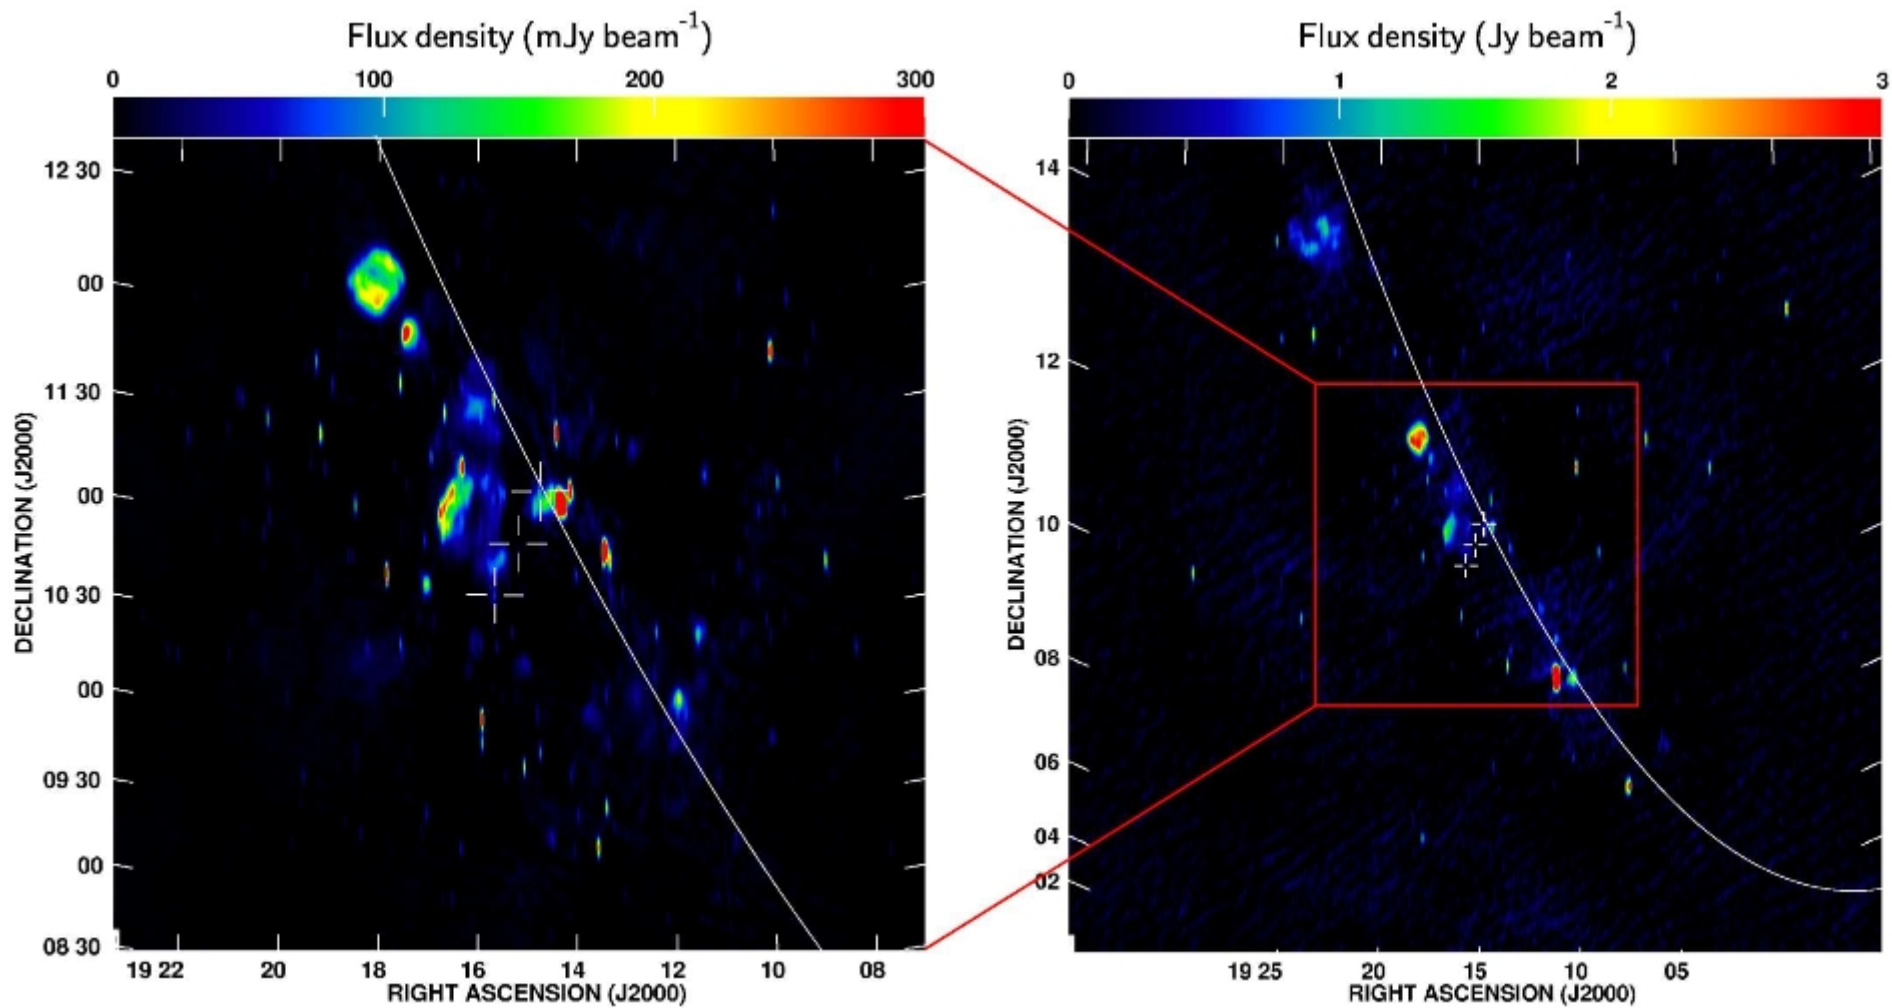 Flux density (mJy beam⁻¹)
0 100 200 300
12 30
00
11 30
00
10 30
00
09 30
00
08 30
DECLINATION (J2000)
19 22 20 18 16 14 12 10 08
RIGHT ASCENSION (J2000)
Flux density (Jy beam⁻¹)
0 1 2 3
14
12
10
08
06
04
02
DECLINATION (J2000)
19 25 20 15 10 05
RIGHT ASCENSION (J2000)